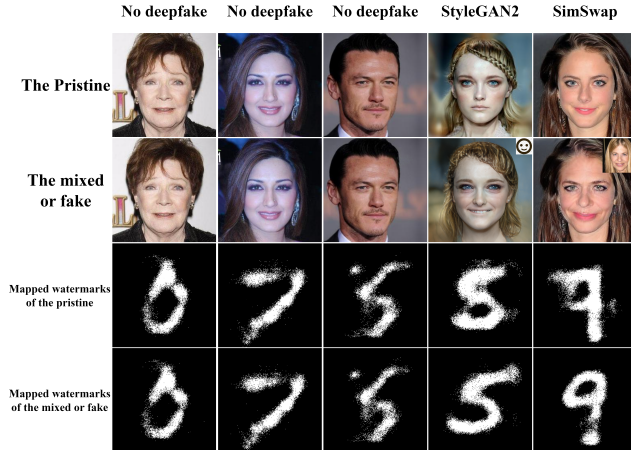 No deepfake No deepfake No deepfake StyleGAN2 SimSwap
The Pristine
The mixed
or fake
Mapped watermarks
of the pristine
Mapped watermarks
of the mixed or fake